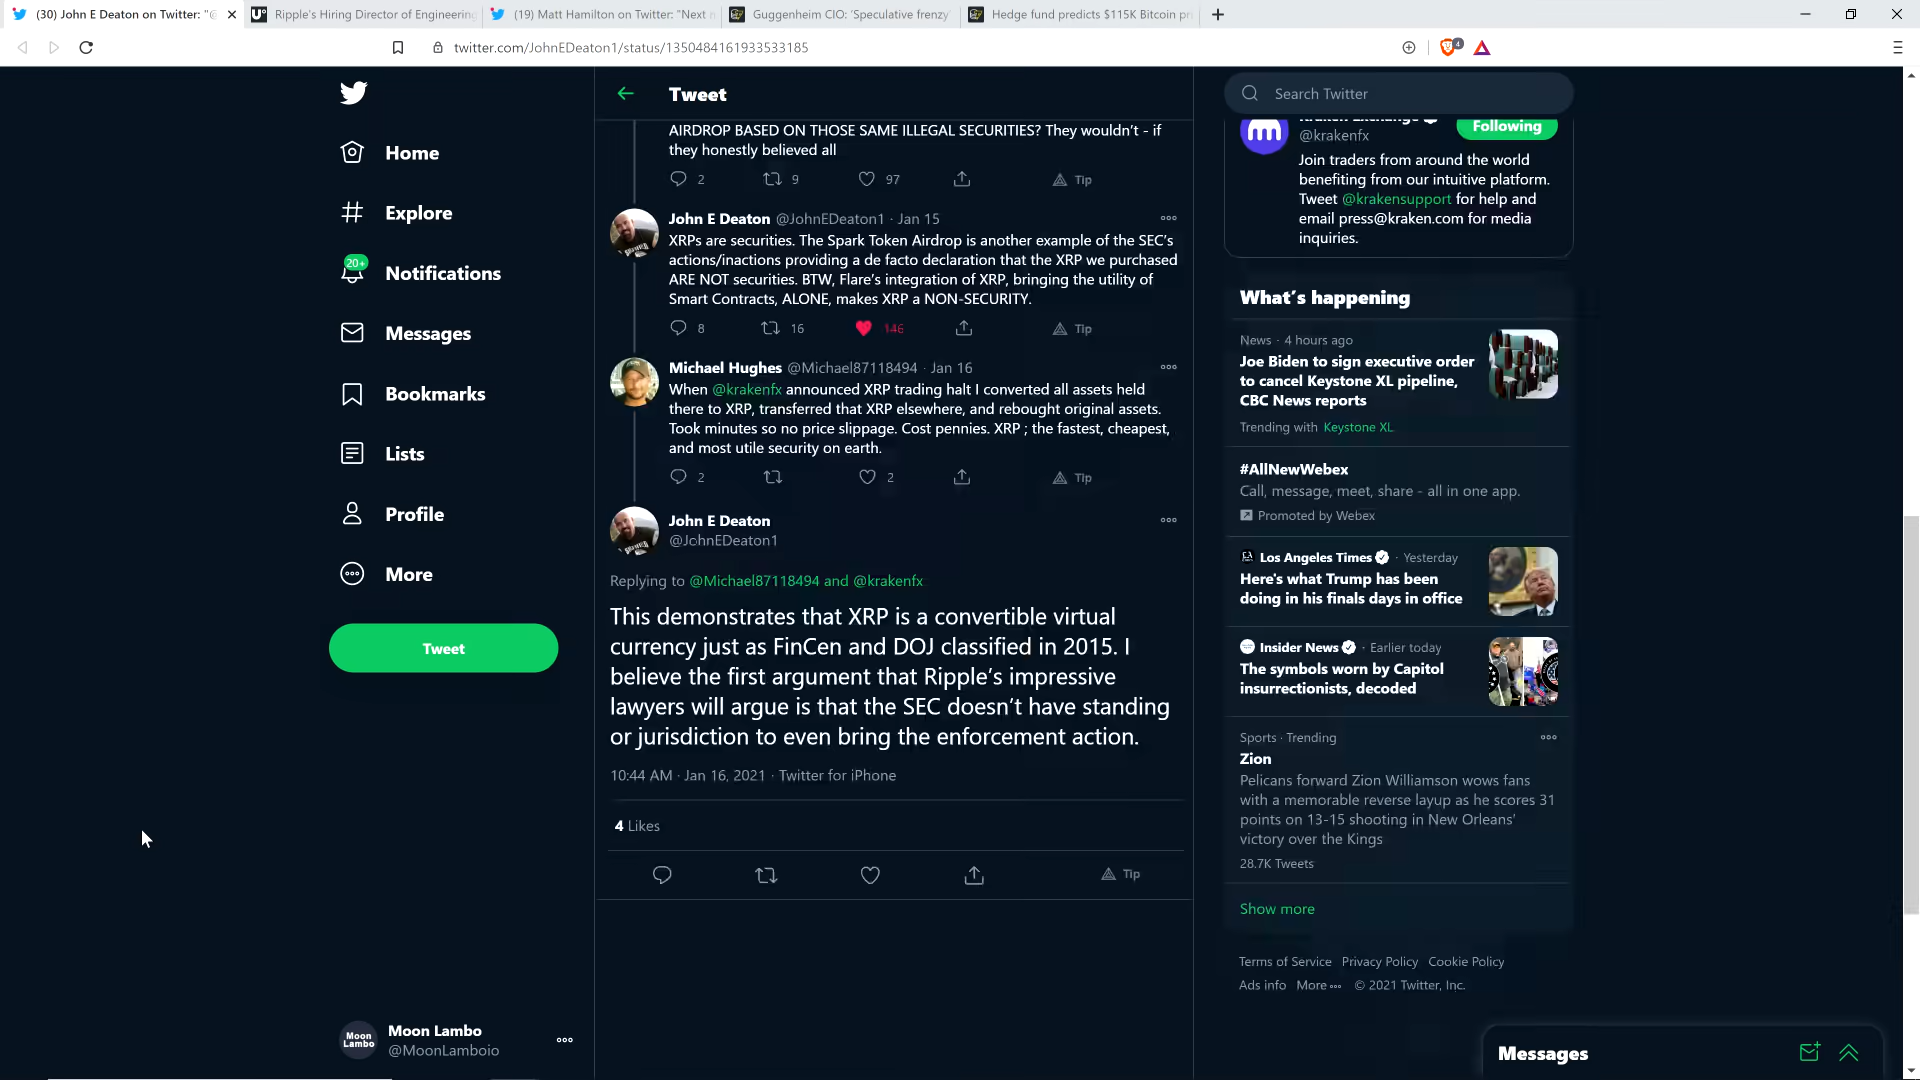 (30) John E Deaton on Twitter: "@
Ripple's Hiring Director of Engineering
(19) Matt Hamilton on Twitter: "Next
Guggenheim CIO: 'Speculative frenzy'
Hedge fund predicts $115K Bitcoin pri
twitter.com/JohnEDeaton1/status/1350484161933533185
4
Home
Explore
20+
Notifications
Messages
Bookmarks
Lists
Profile
More
Tweet
Moon Lambo
Moon Lambo
@MoonLamboio
Tweet
AIRDROP BASED ON THOSE SAME ILLEGAL SECURITIES? They wouldn't - if
they honestly believed all
2 9 97 Tip
John E Deaton @JohnEDeaton1 · Jan 15
XRPs are securities. The Spark Token Airdrop is another example of the SEC's
actions/inactions providing a de facto declaration that the XRP we purchased
ARE NOT securities. BTW, Flare's integration of XRP, bringing the utility of
Smart Contracts, ALONE, makes XRP a NON-SECURITY.
8 16 146 Tip
Michael Hughes @Michael87118494 · Jan 16
When @krakenfx announced XRP trading halt I converted all assets held
there to XRP, transferred that XRP elsewhere, and rebought original assets.
Took minutes so no price slippage. Cost pennies. XRP ; the fastest, cheapest,
and most utile security on earth.
2 2 Tip
John E Deaton
@JohnEDeaton1
Replying to @Michael87118494 and @krakenfx
This demonstrates that XRP is a convertible virtual
currency just as FinCen and DOJ classified in 2015. I
believe the first argument that Ripple's impressive
lawyers will argue is that the SEC doesn't have standing
or jurisdiction to even bring the enforcement action.
10:44 AM · Jan 16, 2021 · Twitter for iPhone
4 Likes
Tip
Search Twitter
Kraken Exchange
@krakenfx
Following
Join traders from around the world
benefiting from our intuitive platform.
Tweet @krakensupport for help and
email press@kraken.com for media
inquiries.
What's happening
News · 4 hours ago
Joe Biden to sign executive order
to cancel Keystone XL pipeline,
CBC News reports
Trending with Keystone XL
#AllNewWebex
Call, message, meet, share - all in one app.
Promoted by Webex
Los Angeles Times · Yesterday
Here's what Trump has been
doing in his finals days in office
Insider News · Earlier today
The symbols worn by Capitol
insurrectionists, decoded
Sports · Trending
Zion
Pelicans forward Zion Williamson wows fans
with a memorable reverse layup as he scores 31
points on 13-15 shooting in New Orleans'
victory over the Kings
28.7K Tweets
Show more
Terms of Service Privacy Policy Cookie Policy
Ads info More © 2021 Twitter, Inc.
Messages